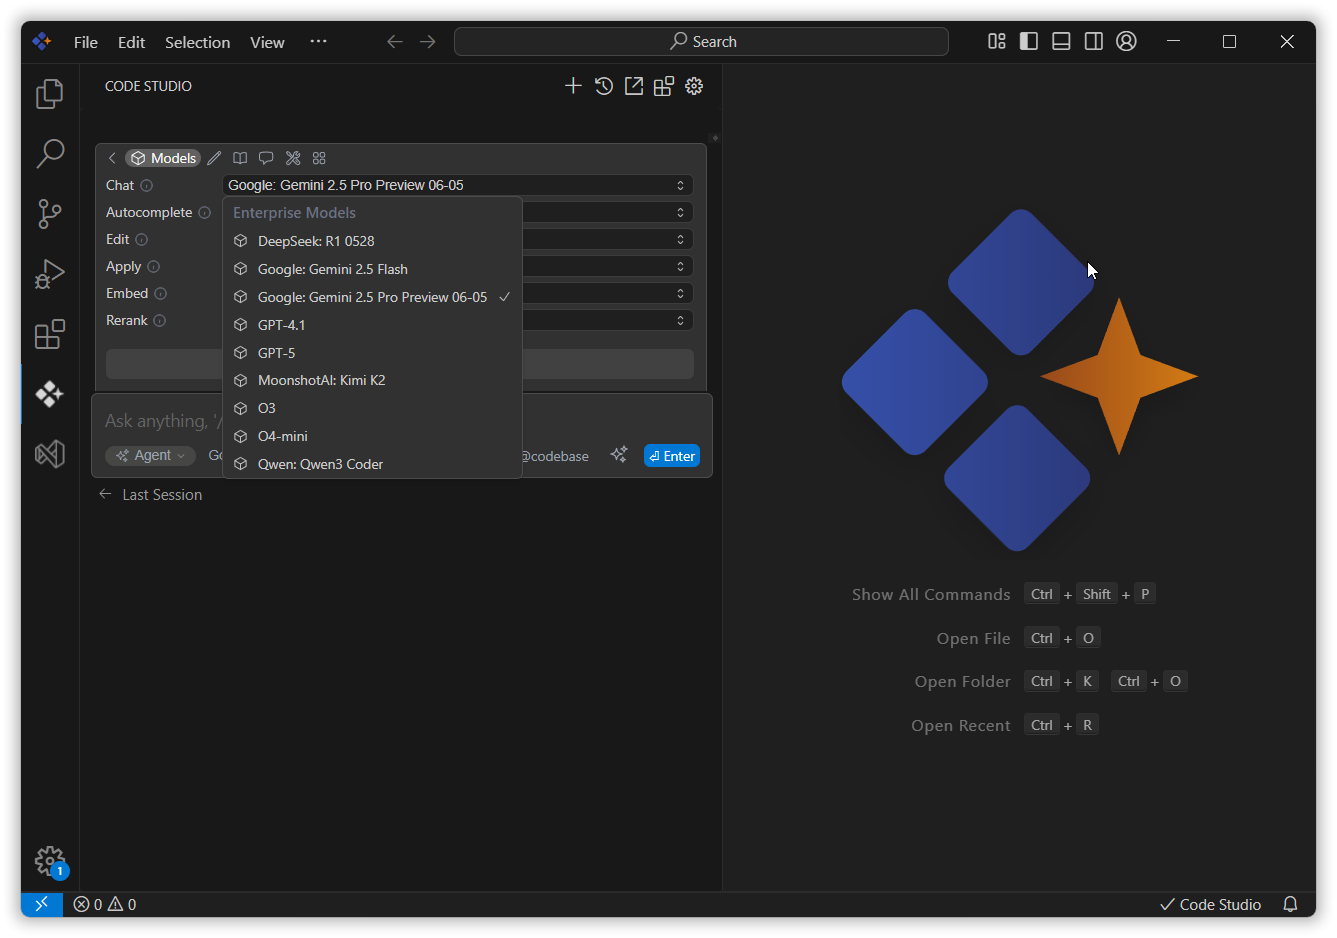 File Edit Selection View ··· Search
CODE STUDIO
Models
Chat Google: Gemini 2.5 Pro Preview 06-05
Autocomplete
Edit
Apply
Embed
Rerank
Enterprise Models
DeepSeek: R1 0528
Google: Gemini 2.5 Flash
Google: Gemini 2.5 Pro Preview 06-05
GPT-4.1
GPT-5
MoonshotAI: Kimi K2
O3
O4-mini
Qwen: Qwen3 Coder
Ask anything, '/
Agent Go @codebase Enter
Last Session
Show All Commands Ctrl + Shift + P
Open File Ctrl + O
Open Folder Ctrl + K Ctrl + O
Open Recent Ctrl + R
1
0 0 Code Studio